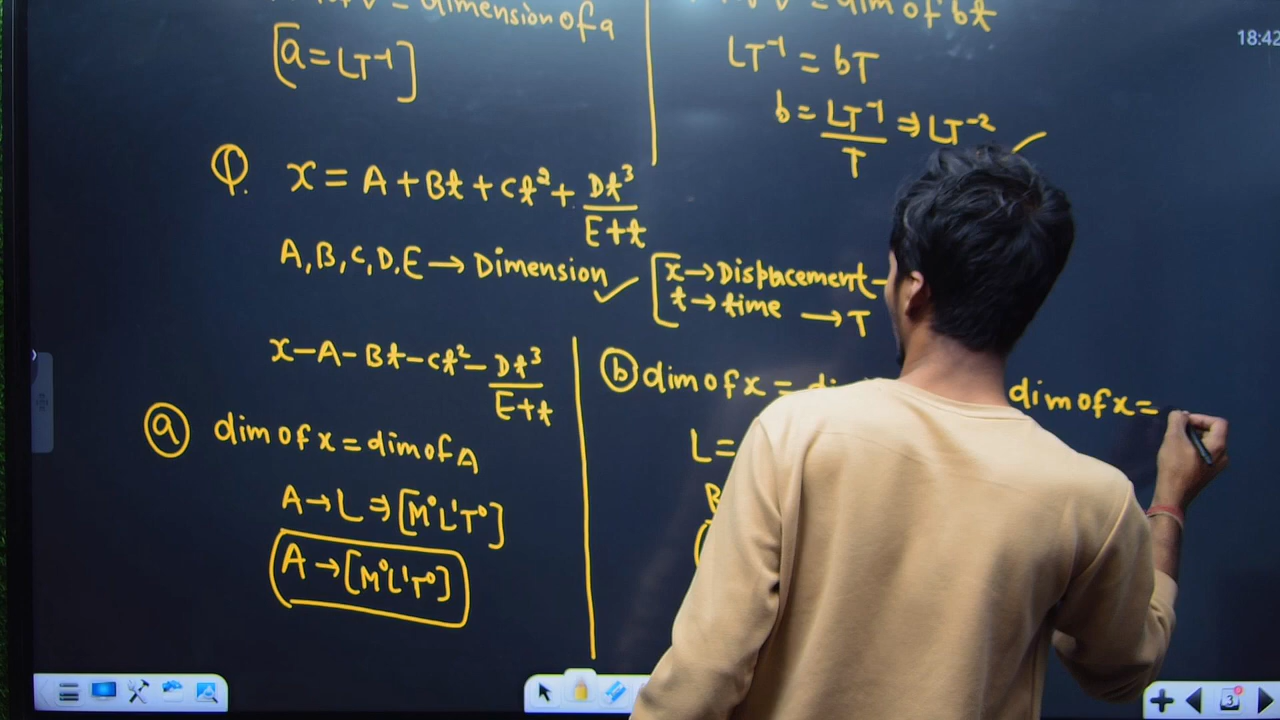 dimension of a
[a = LT⁻¹]
= dim of bt
LT⁻¹ = bT
b = LT⁻¹/T ⇒ LT⁻²
18:42
Q. x = A + Bt + Ct² + Dt³/E+t
A, B, C, D, E → Dimension ✓
[x → Displacement
t → time → T
x - A - Bt - Ct² - Dt³/E+t
ⓐ dim of x = dim of A
A → L ⇒ [M⁰L¹T⁰]
A → [M⁰L¹T⁰]
ⓑ dim of x =
L =
dim of x =
3